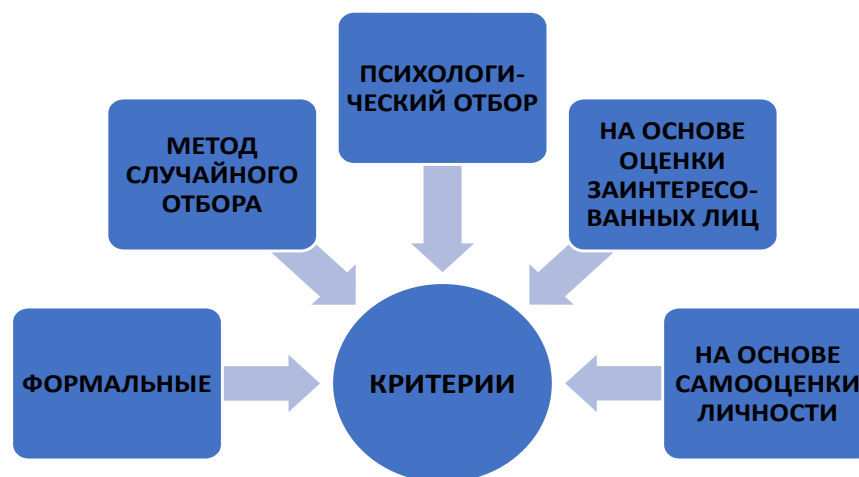 ПСИХОЛОГИ-
ЧЕСКИЙ ОТБОР
МЕТОД
СЛУЧАЙНОГО
ОТБОРА
НА ОСНОВЕ
ОЦЕНКИ
ЗАИНТЕРЕСО-
ВАННЫХ ЛИЦ
ФОРМАЛЬНЫЕ
КРИТЕРИИ
НА ОСНОВЕ
САМООЦЕНКИ
ЛИЧНОСТИ